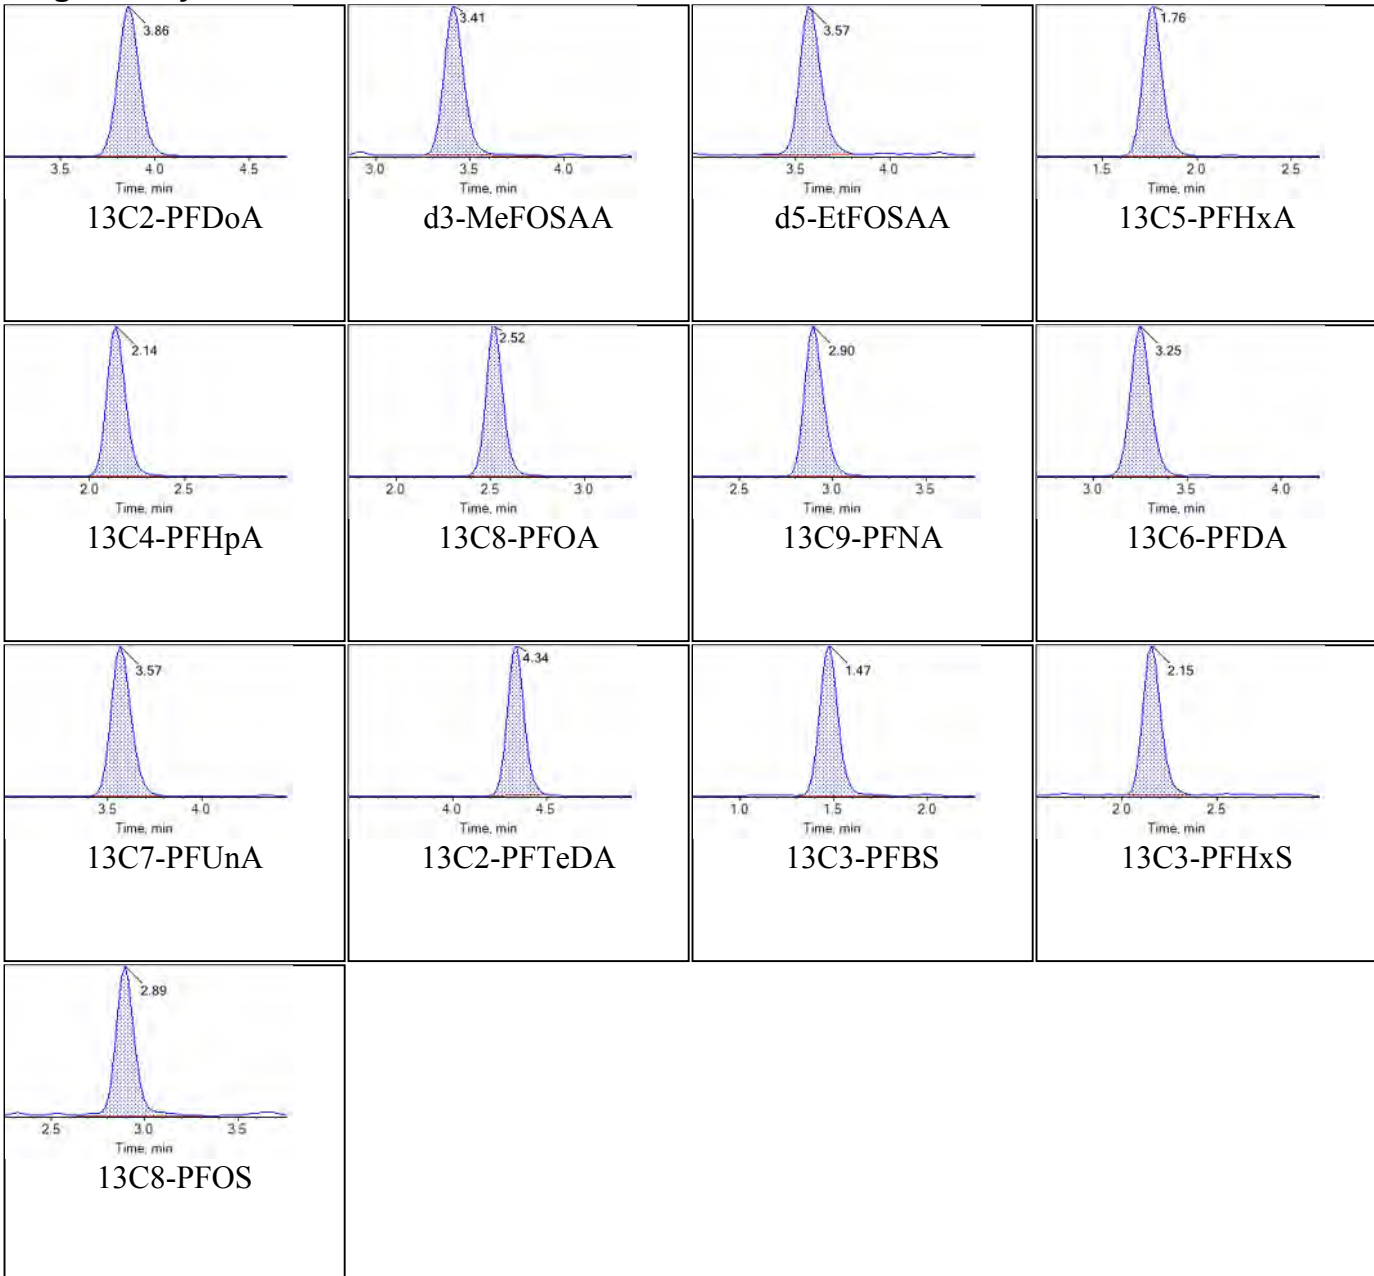 3.86
3.5 4.0 4.5
Time, min
13C2-PFDoA
3.41
3.0 3.5 4.0
Time, min
d3-MeFOSAA
3.57
3.5 4.0
Time, min
d5-EtFOSAA
1.76
1.5 2.0 2.5
Time, min
13C5-PFHxA
2.14
2.0 2.5
Time, min
13C4-PFHpA
2.52
2.0 2.5 3.0
Time, min
13C8-PFOA
2.90
2.5 3.0 3.5
Time, min
13C9-PFNA
3.25
3.0 3.5 4.0
Time, min
13C6-PFDA
3.57
3.5 4.0
Time, min
13C7-PFUnA
4.34
4.0 4.5
Time, min
13C2-PFTeDA
1.47
1.0 1.5 2.0
Time, min
13C3-PFBS
2.15
2.0 2.5
Time, min
13C3-PFHxS
2.89
2.5 3.0 3.5
Time, min
13C8-PFOS